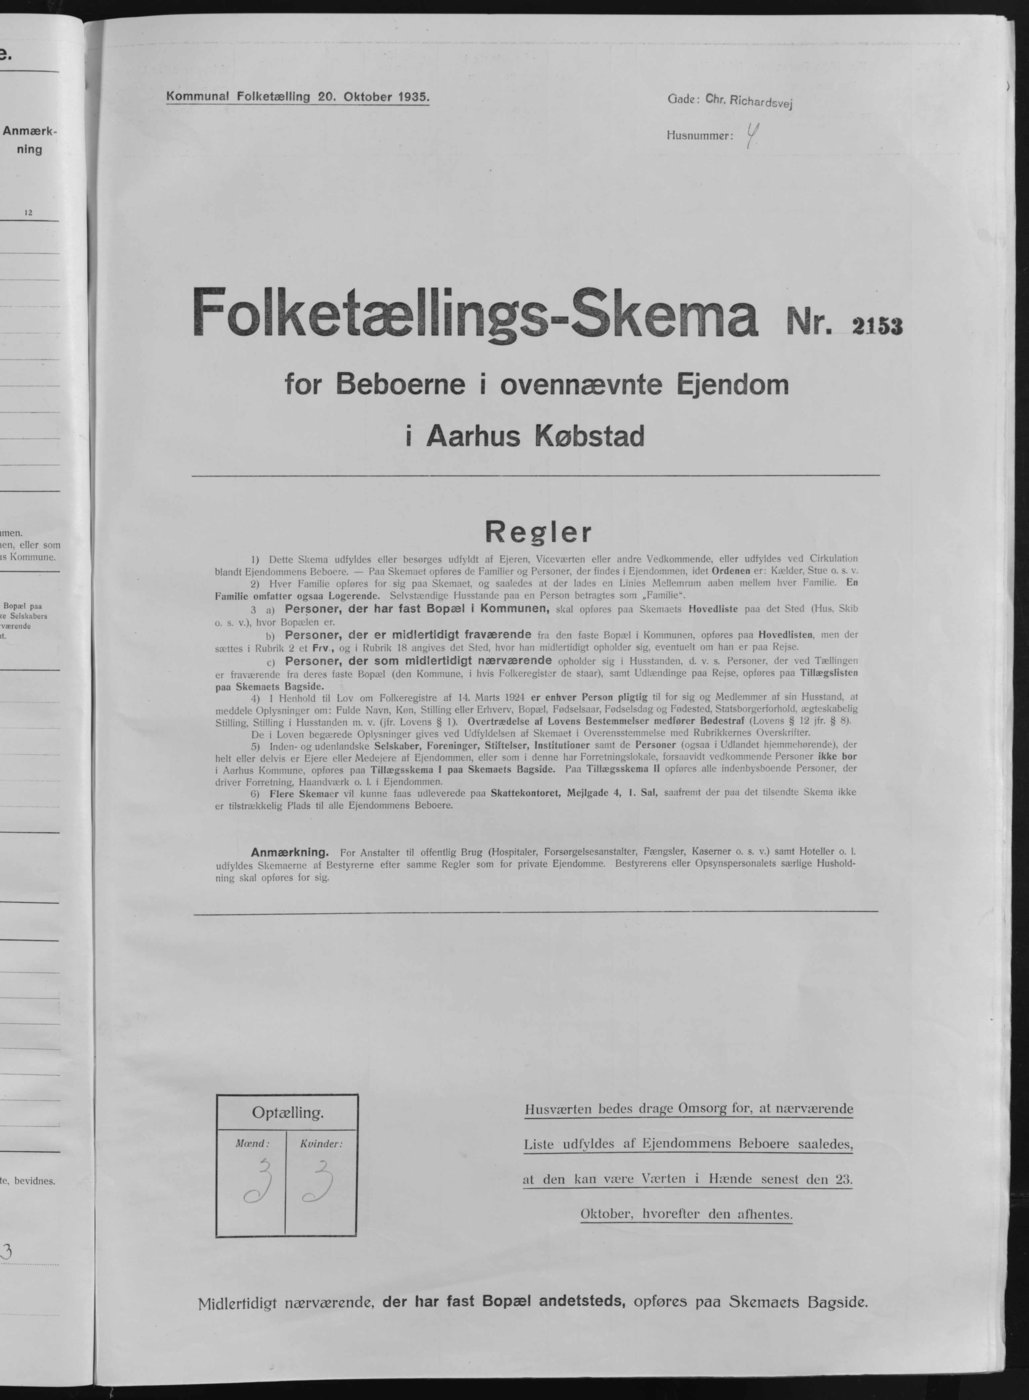 e.
Anmærk-
ning
12
men.
en, eller som
s Kommune.
Bopæl paa
ke Selskabers
værende
t.
te, bevidnes.
3
Kommunal Folketælling 20. Oktober 1935.
Gade: Chr. Richardsvej
Husnummer: 4
Folketællings-Skema Nr. 2153
for Beboerne i ovennævnte Ejendom
i Aarhus Købstad
Regler
1) Dette Skema udfyldes eller besørges udfyldt af Ejeren, Viceværten eller andre Vedkommende, eller udfyldes ved Cirkulation
blandt Ejendommens Beboere. — Paa Skemaet opføres de Familier og Personer, der findes i Ejendommen, idet Ordenen er: Kælder, Stue o. s. v.
2) Hver Familie opføres for sig paa Skemaet, og saaledes at der lades en Linies Mellemrum aaben mellem hver Familie. En
Familie omfatter ogsaa Logerende. Selvstændige Husstande paa en Person betragtes som „Familie“.
3 a) Personer, der har fast Bopæl i Kommunen, skal opføres paa Skemaets Hovedliste paa det Sted (Hus, Skib
o. s. v.), hvor Bopælen er.
b) Personer, der er midlertidigt fraværende fra den faste Bopæl i Kommunen, opføres paa Hovedlisten, men der
sættes i Rubrik 2 et Frv., og i Rubrik 18 angives det Sted, hvor han midlertidigt opholder sig, eventuelt om han er paa Rejse.
c) Personer, der som midlertidigt nærværende opholder sig i Husstanden, d. v. s. Personer, der ved Tællingen
er fraværende fra deres faste Bopæl (den Kommune, i hvis Folkeregister de staar), samt Udlændinge paa Rejse, opføres paa Tillægslisten
paa Skemaets Bagside.
4) I Henhold til Lov om Folkeregistre af 14. Marts 1924 er enhver Person pligtig til for sig og Medlemmer af sin Husstand, at
meddele Oplysninger om: Fulde Navn, Køn, Stilling eller Erhverv, Bopæl, Fødselsaar, Fødselsdag og Fødested, Statsborgerforhold, ægteskabelig
Stilling, Stilling i Husstanden m. v. (jfr. Lovens § 1). Overtrædelse af Lovens Bestemmelser medfører Bødestraf (Lovens § 12 jfr. § 8).
De i Loven begærede Oplysninger gives ved Udfyldelsen af Skemaet i Overensstemmelse med Rubrikkernes Overskrifter.
5) Inden- og udenlandske Selskaber, Foreninger, Stiftelser, Institutioner samt de Personer (ogsaa i Udlandet hjemmehørende), der
helt eller delvis er Ejere eller Medejere af Ejendommen, eller som i denne har Forretningslokale, forsaavidt vedkommende Personer ikke bor
i Aarhus Kommune, opføres paa Tillægsskema I paa Skemaets Bagside. Paa Tillægsskema II opføres alle indenbysboende Personer, der
driver Forretning, Haandværk o. l. i Ejendommen.
6) Flere Skemaer vil kunne faas udleverede paa Skattekontoret, Mejlgade 4, 1. Sal, saafremt der paa det tilsendte Skema ikke
er tilstrækkelig Plads til alle Ejendommens Beboere.
Anmærkning. For Anstalter til offentlig Brug (Hospitaler, Forsørgelsesanstalter, Fængsler, Kaserner o. s. v.) samt Hoteller o. l.
udfyldes Skemaerne af Bestyrerne efter samme Regler som for private Ejendomme. Bestyrerens eller Opsynspersonalets særlige Hushold-
ning skal opføres for sig.
Optælling.
Mænd: Kvinder:
3 3
Husværten bedes drage Omsorg for, at nærværende
Liste udfyldes af Ejendommens Beboere saaledes,
at den kan være Værten i Hænde senest den 23.
Oktober, hvorefter den afhentes.
Midlertidigt nærværende, der har fast Bopæl andetsteds, opføres paa Skemaets Bagside.